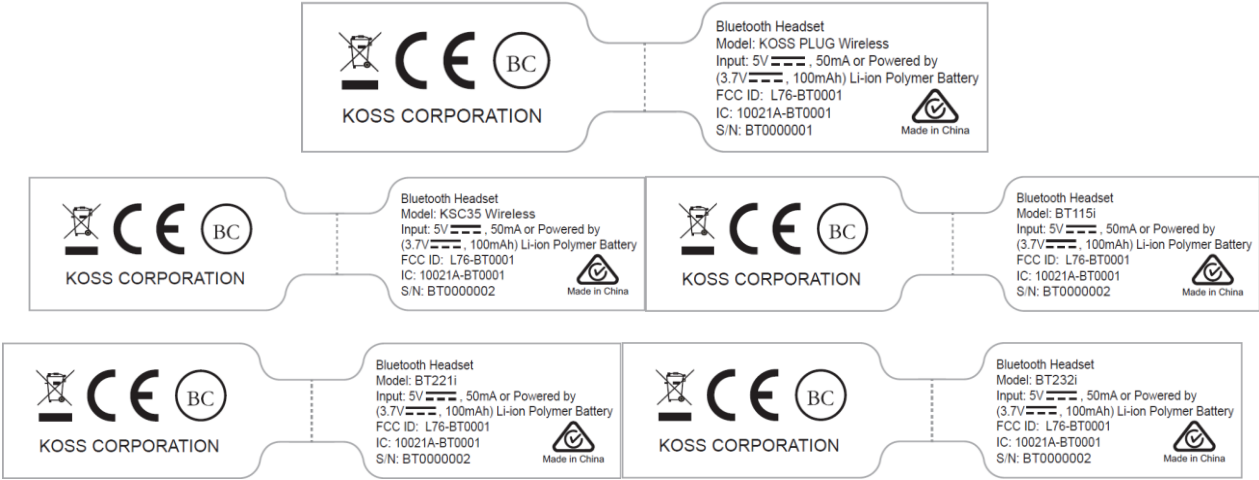 BC
KOSS CORPORATION
Bluetooth Headset
Model: KOSS PLUG Wireless
Input: 5V ⎓ , 50mA or Powered by
(3.7V ⎓ , 100mAh) Li-ion Polymer Battery
FCC ID: L76-BT0001
IC: 10021A-BT0001
S/N: BT0000001
Made in China
BC
KOSS CORPORATION
Bluetooth Headset
Model: KSC35 Wireless
Input: 5V ⎓ , 50mA or Powered by
(3.7V ⎓ , 100mAh) Li-ion Polymer Battery
FCC ID: L76-BT0001
IC: 10021A-BT0001
S/N: BT0000002
Made in China
BC
KOSS CORPORATION
Bluetooth Headset
Model: BT115i
Input: 5V ⎓ , 50mA or Powered by
(3.7V ⎓ , 100mAh) Li-ion Polymer Battery
FCC ID: L76-BT0001
IC: 10021A-BT0001
S/N: BT0000002
Made in China
BC
KOSS CORPORATION
Bluetooth Headset
Model: BT221i
Input: 5V ⎓ , 50mA or Powered by
(3.7V ⎓ , 100mAh) Li-ion Polymer Battery
FCC ID: L76-BT0001
IC: 10021A-BT0001
S/N: BT0000002
Made in China
BC
KOSS CORPORATION
Bluetooth Headset
Model: BT232i
Input: 5V ⎓ , 50mA or Powered by
(3.7V ⎓ , 100mAh) Li-ion Polymer Battery
FCC ID: L76-BT0001
IC: 10021A-BT0001
S/N: BT0000002
Made in China